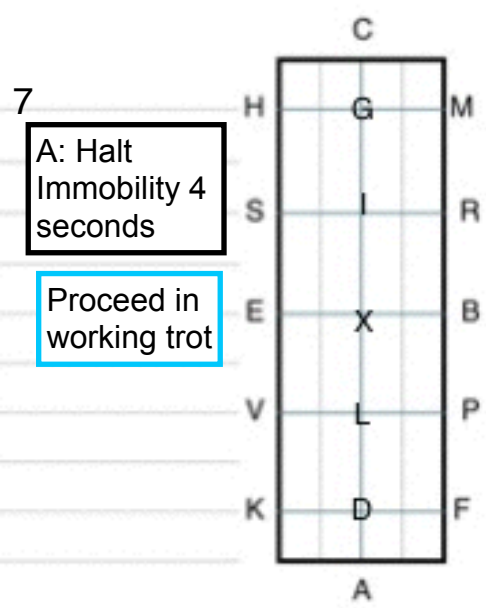 C
7
H G M
A: Halt
Immobility 4
seconds
S I R
Proceed in
working trot
E X B
V L P
K D F
A